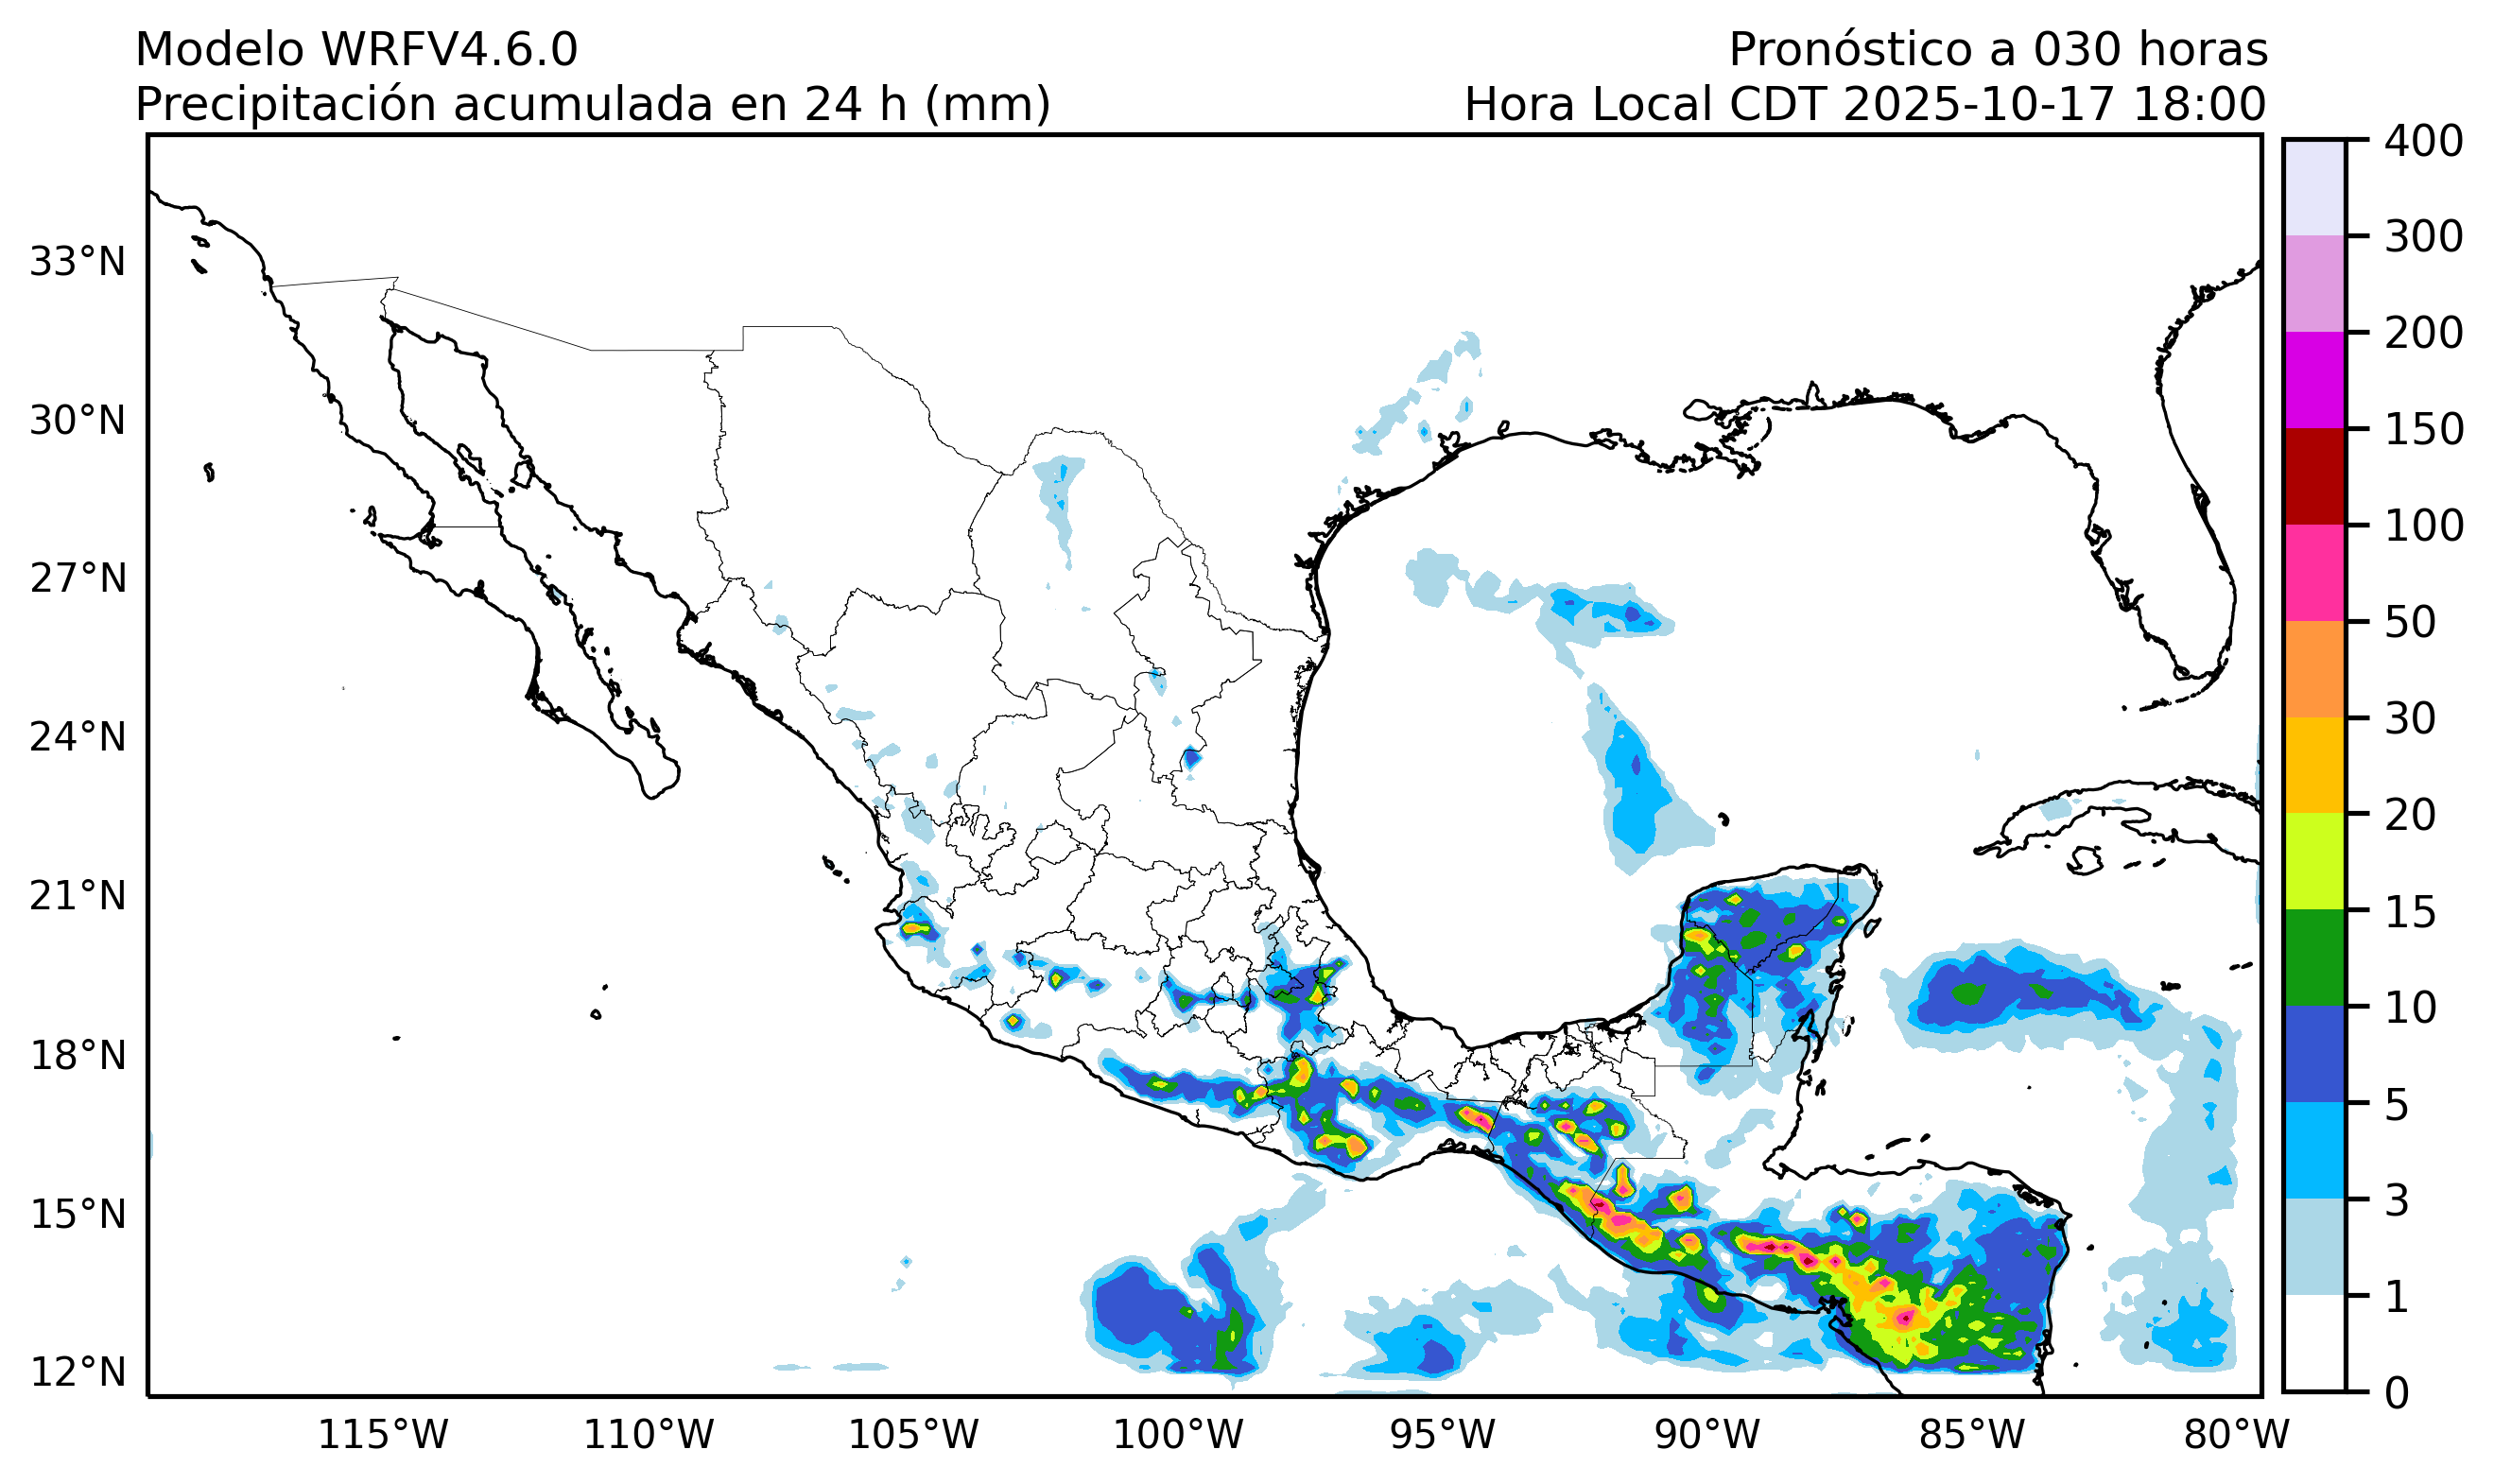 Modelo WRFV4.6.0
Pronóstico a 030 horas
Precipitación acumulada en 24 h (mm)
Hora Local CDT 2025-10-17 18:00
33°N
30°N
27°N
24°N
21°N
18°N
15°N
12°N
115°W
110°W
105°W
100°W
95°W
90°W
85°W
80°W
400
300
200
150
100
50
30
20
15
10
5
3
1
0